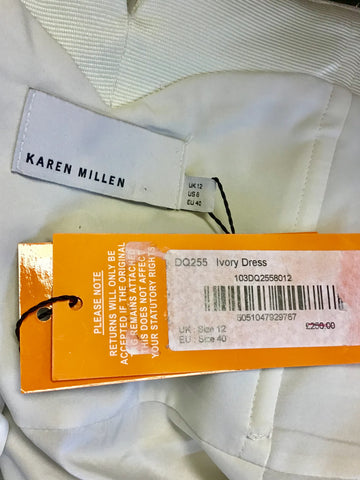 KAREN MILLEN
UK 12
US 8
EU 40
PLEASE NOTE
RETURNS WILL ONLY BE
ACCEPTED IF THE ORIGINAL
REMAINS ATTACHED
THIS DOES NOT AFFECT
YOUR STATUTORY RIGHTS
DQ255 Ivory Dress
103DQ2558012
5051047929767
£250.00
UK : Size 12
EU : Size 40